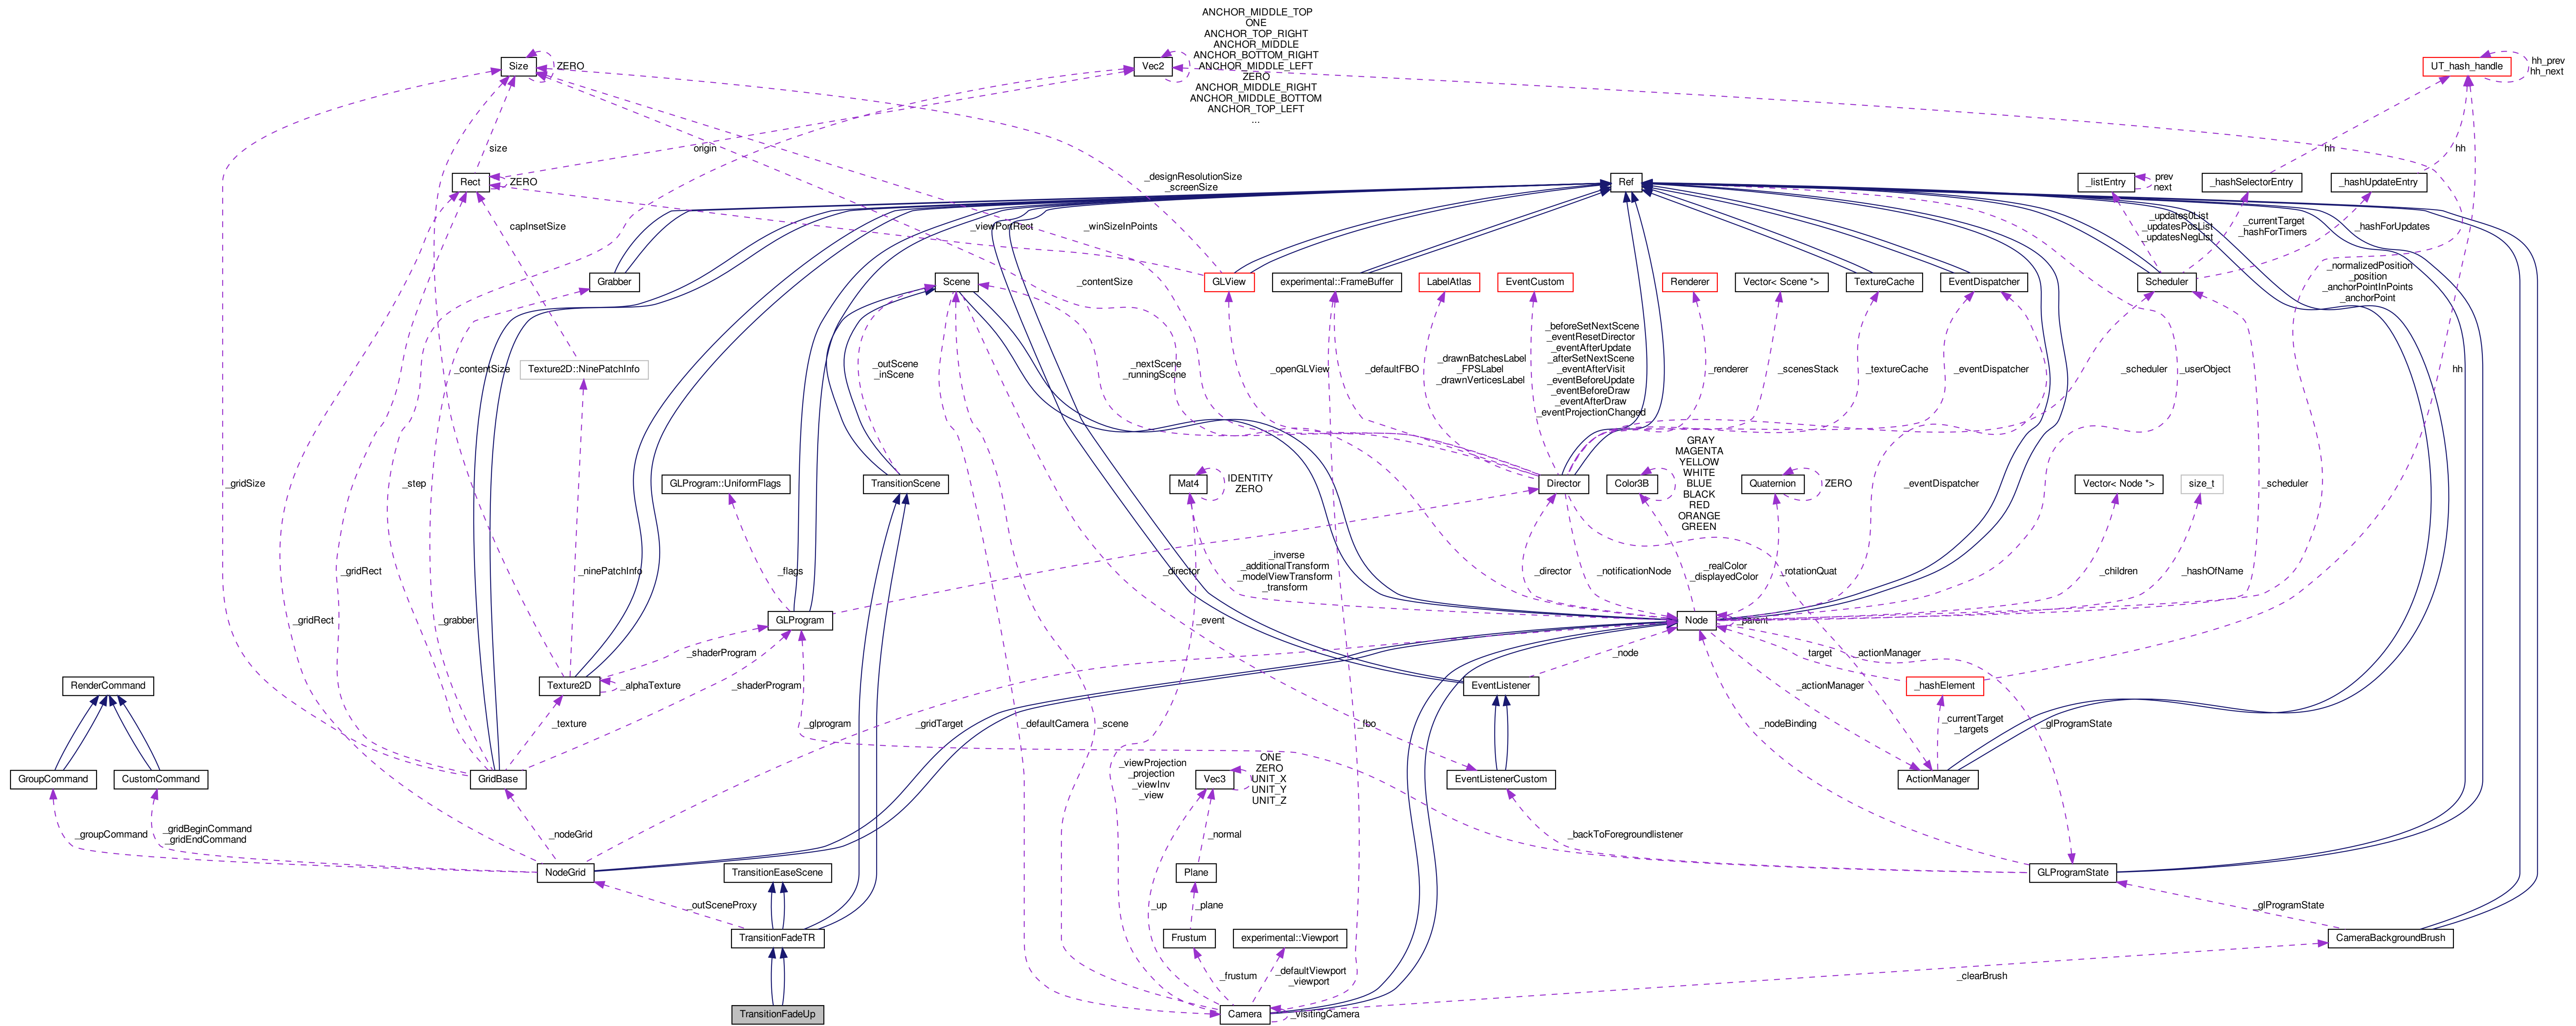 ANCHOR_MIDDLE_TOP
ONE
ANCHOR_TOP_RIGHT
ANCHOR_MIDDLE
ANCHOR_BOTTOM_RIGHT
ANCHOR_MIDDLE_LEFT
ZERO
ANCHOR_MIDDLE_RIGHT
ANCHOR_MIDDLE_BOTTOM
ANCHOR_TOP_LEFT
...
Size
ZERO
Vec2
UT_hash_handle
hh_prev
hh_next
size
origin
_designResolutionSize
_screenSize
hh
hh
Rect
ZERO
Ref
_listEntry
prev
next
_hashSelectorEntry
_hashUpdateEntry
capInsetSize
_viewPortRect
_winSizeInPoints
_updates0List
_updatesPosList
_updatesNegList
_currentTarget
_hashForTimers
_hashForUpdates
_normalizedPosition
_position
_anchorPointInPoints
_anchorPoint
Grabber
Scene
_contentSize
GLView
experimental::FrameBuffer
LabelAtlas
EventCustom
Renderer
Vector< Scene *>
TextureCache
EventDispatcher
Scheduler
Texture2D::NinePatchInfo
_contentSize
_outScene
_inScene
_nextScene
_runningScene
_openGLView
_defaultFBO
_drawnBatchesLabel
_FPSLabel
_drawnVerticesLabel
_beforeSetNextScene
_eventResetDirector
_eventAfterUpdate
_afterSetNextScene
_eventAfterVisit
_eventBeforeUpdate
_eventBeforeDraw
_eventAfterDraw
_eventProjectionChanged
_renderer
_scenesStack
_textureCache
_eventDispatcher
_scheduler
_userObject
hh
_gridSize
_step
GLProgram::UniformFlags
TransitionScene
Mat4
IDENTITY
ZERO
Director
Color3B
GRAY
MAGENTA
YELLOW
WHITE
BLUE
BLACK
RED
ORANGE
GREEN
Quaternion
ZERO
_eventDispatcher
Vector< Node *>
size_t
_scheduler
_gridRect
_ninePatchInfo
_flags
_director
_inverse
_additionalTransform
_modelViewTransform
_transform
_director
_notificationNode
_realColor
_displayedColor
_rotationQuat
_children
_hashOfName
_gridRect
_grabber
GLProgram
_event
Node
_parent
_shaderProgram
_node
target
_actionManager
RenderCommand
Texture2D
_alphaTexture
_shaderProgram
EventListener
_actionManager
_hashElement
_texture
_glprogram
_gridTarget
_defaultCamera
_scene
_fbo
_nodeBinding
_glProgramState
_currentTarget
_targets
GroupCommand
CustomCommand
GridBase
_viewProjection
_projection
_viewInv
_view
Vec3
ONE
ZERO
UNIT_X
UNIT_Y
UNIT_Z
EventListenerCustom
ActionManager
_groupCommand
_gridBeginCommand
_gridEndCommand
_nodeGrid
_normal
_backToForegroundlistener
NodeGrid
TransitionEaseScene
Plane
GLProgramState
_outSceneProxy
_up
_plane
_glProgramState
TransitionFadeTR
Frustum
experimental::Viewport
CameraBackgroundBrush
_frustum
_defaultViewport
_viewport
_clearBrush
TransitionFadeUp
Camera
_visitingCamera